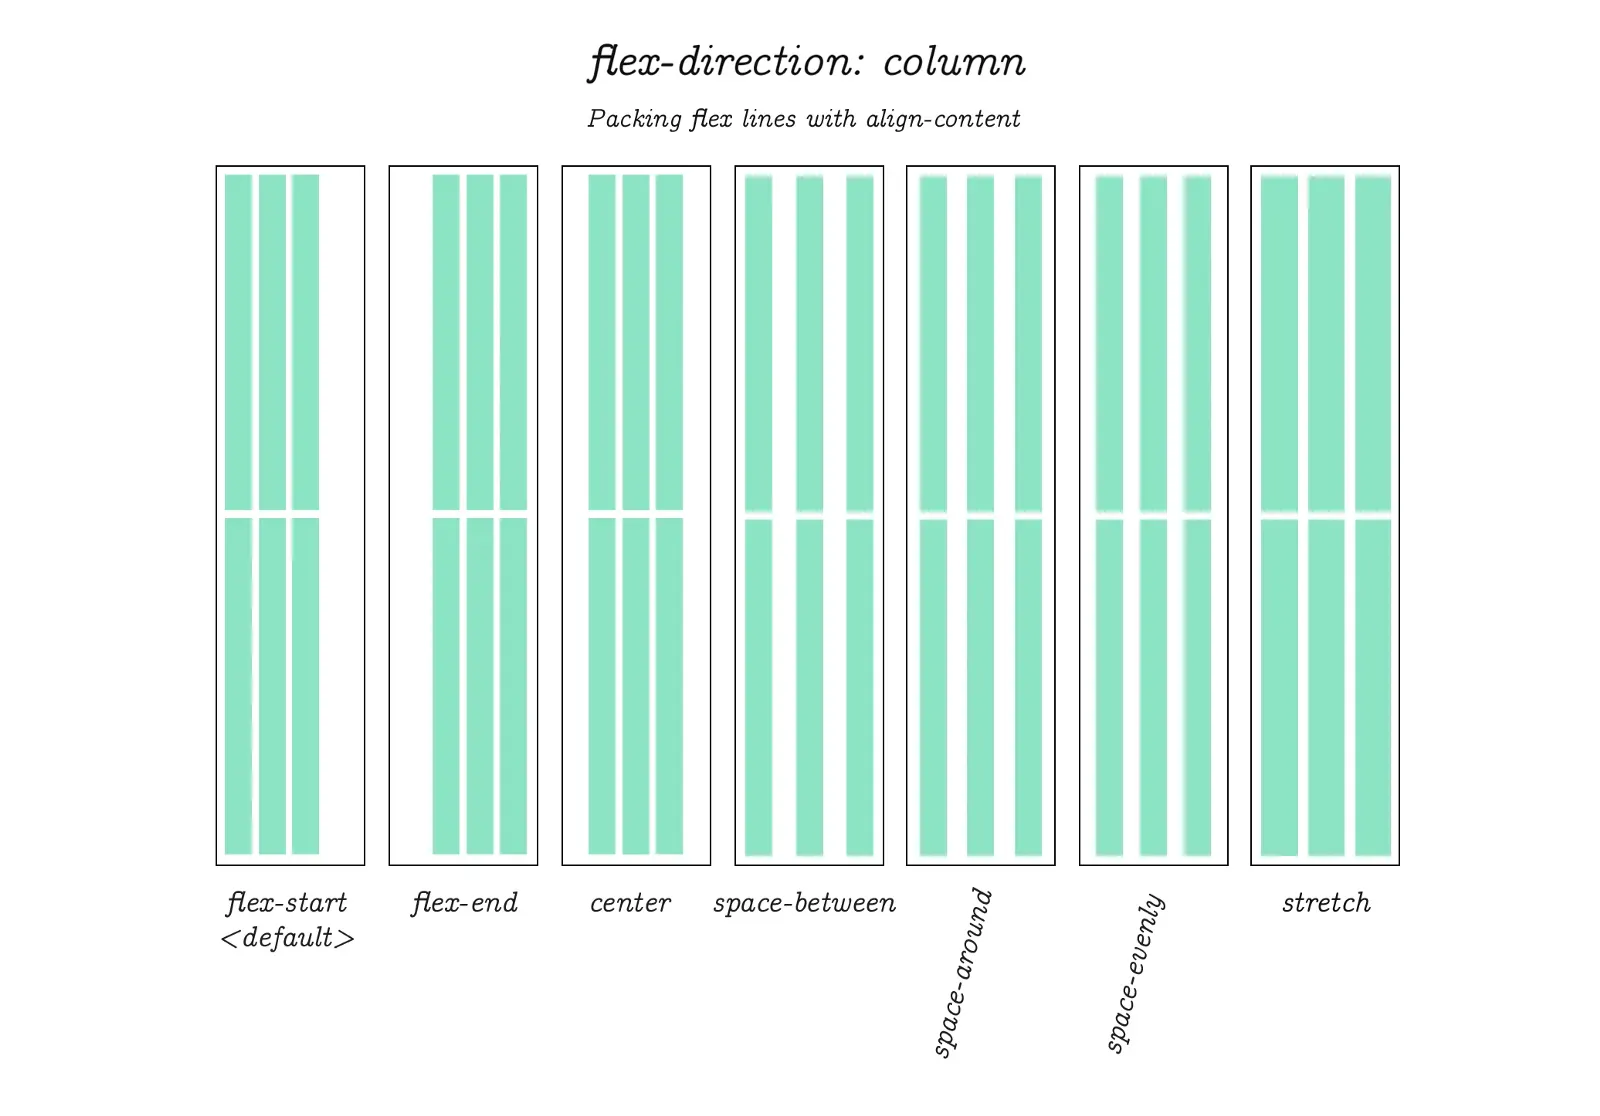 flex-direction: column
Packing flex lines with align-content
flex-start
<default>
flex-end
center
space-between
space-around
space-evenly
stretch